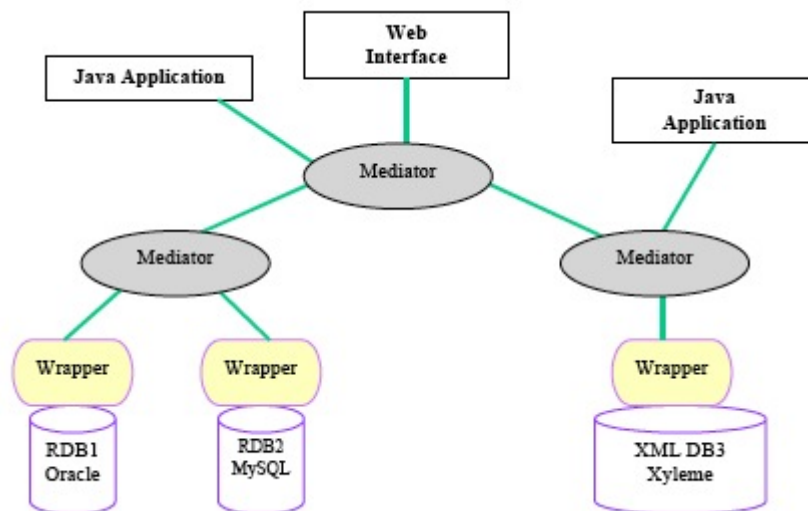 Web
Interface
Java Application
Java
Application
Mediator
Mediator
Mediator
Wrapper
Wrapper
Wrapper
RDB1
Oracle
RDB2
MySQL
XML DB3
Xyleme